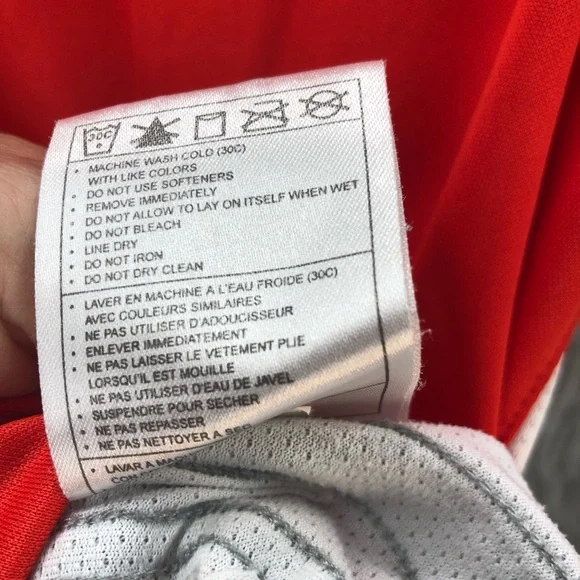 30C
• MACHINE WASH COLD (30C)
WITH LIKE COLORS
• DO NOT USE SOFTENERS
• REMOVE IMMEDIATELY
• DO NOT ALLOW TO LAY ON ITSELF WHEN WET
• DO NOT BLEACH
• LINE DRY
• DO NOT IRON
• DO NOT DRY CLEAN
• LAVER EN MACHINE A L'EAU FROIDE (30C)
AVEC COULEURS SIMILAIRES
• NE PAS UTILISER D'ADOUCISSEUR
• ENLEVER IMMEDIATEMENT
• NE PAS LAISSER LE VETEMENT PLIE
LORSQU'IL EST MOUILLE
• NE PAS UTILISER D'EAU DE JAVEL
• SUSPENDRE POUR SECHER
• NE PAS REPASSER
• NE PAS NETTOYER A
• LAVAR A